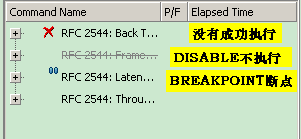 Command Name P/F Elapsed Time
RFC 2544: Back T... 没有成功执行
RFC 2544: Frame... DISABLE不执行
RFC 2544: Laten... BREAKPOINT断点
RFC 2544: Throu...